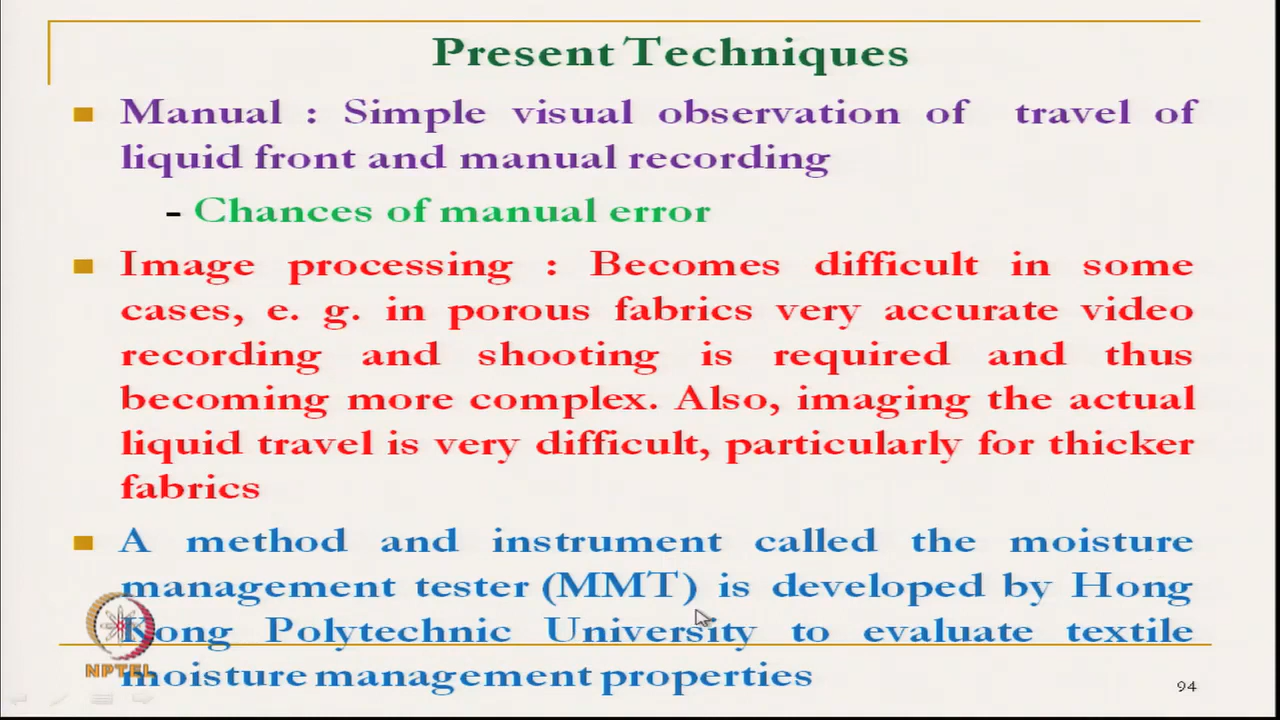 Present Techniques
Manual : Simple visual observation of travel of
liquid front and manual recording
- Chances of manual error
Image processing : Becomes difficult in some
cases, e. g. in porous fabrics very accurate video
recording and shooting is required and thus
becoming more complex. Also, imaging the actual
liquid travel is very difficult, particularly for thicker
fabrics
A method and instrument called the moisture
management tester (MMT) is developed by Hong
Kong Polytechnic University to evaluate textile
moisture management properties
NPTEL
94